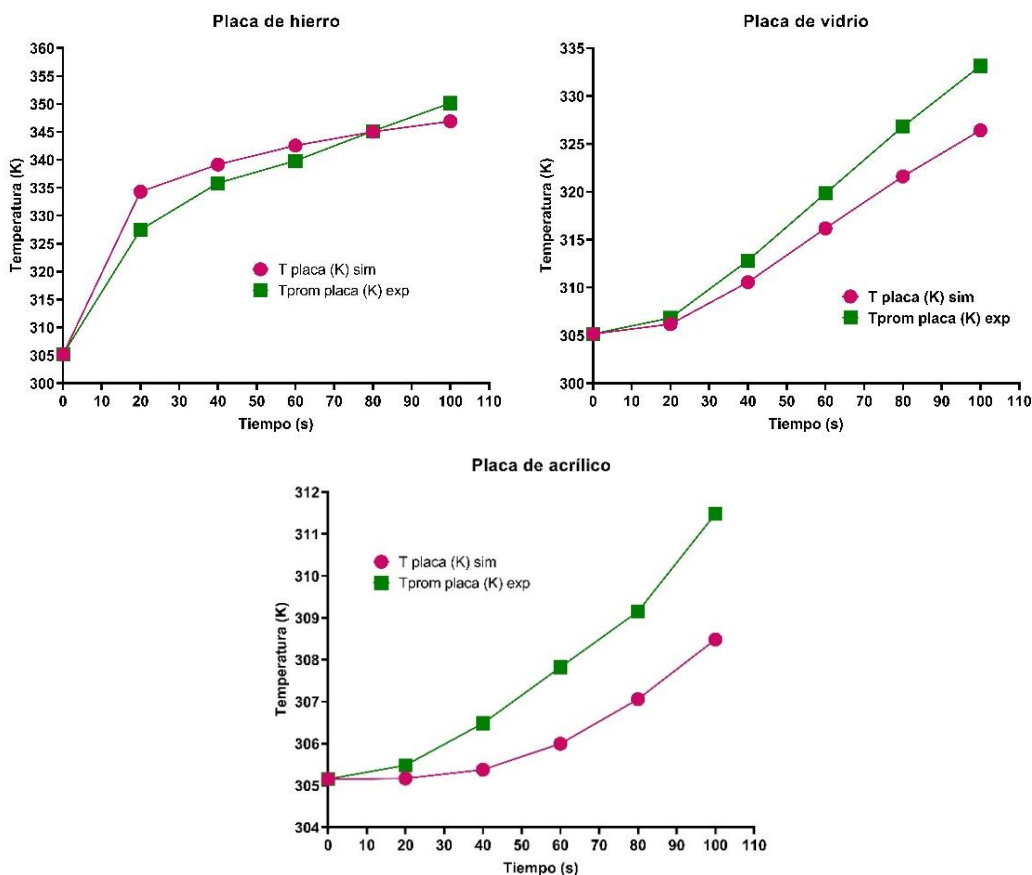 Placa de hierro
360
355
350
345
340
335
330
325
320
315
310
305
300
Temperatura (K)
T placa (K) sim
Tprom placa (K) exp
0 10 20 30 40 50 60 70 80 90 100 110
Tiempo (s)
Placa de vidrio
335
330
325
320
315
310
305
300
Temperatura (K)
T placa (K) sim
Tprom placa (K) exp
0 10 20 30 40 50 60 70 80 90 100 110
Tiempo (s)
Placa de acrílico
312
311
310
309
308
307
306
305
304
Temperatura (K)
T placa (K) sim
Tprom placa (K) exp
0 10 20 30 40 50 60 70 80 90 100 110
Tiempo (s)